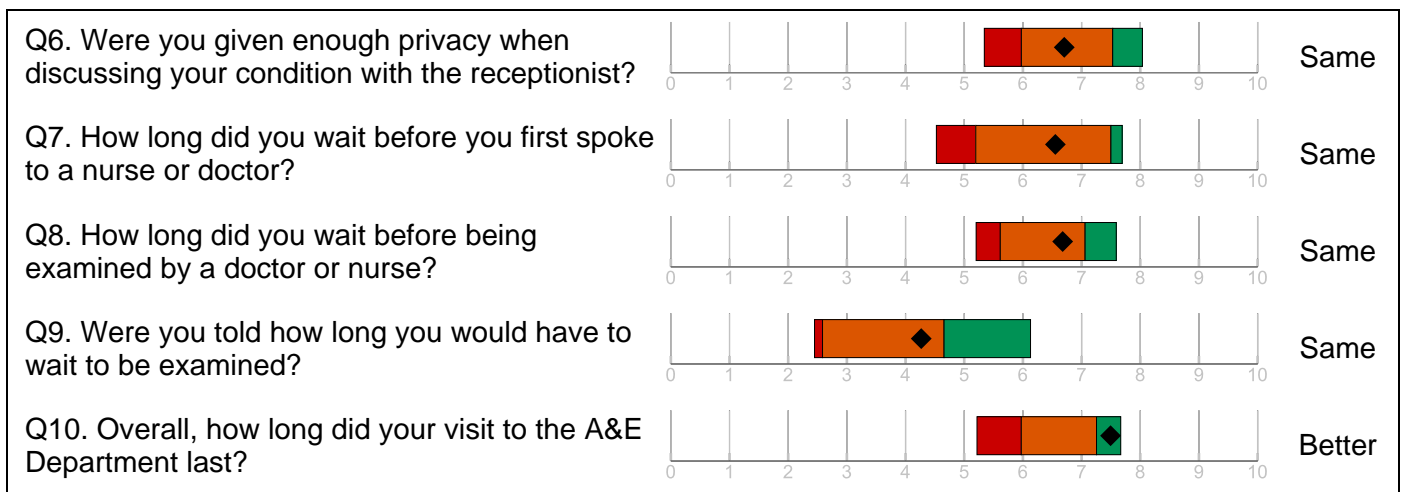 Q6. Were you given enough privacy when
discussing your condition with the receptionist?
0 1 2 3 4 5 6 7 8 9 10
Same
Q7. How long did you wait before you first spoke
to a nurse or doctor?
0 1 2 3 4 5 6 7 8 9 10
Same
Q8. How long did you wait before being
examined by a doctor or nurse?
0 1 2 3 4 5 6 7 8 9 10
Same
Q9. Were you told how long you would have to
wait to be examined?
0 1 2 3 4 5 6 7 8 9 10
Same
Q10. Overall, how long did your visit to the A&E
Department last?
0 1 2 3 4 5 6 7 8 9 10
Better